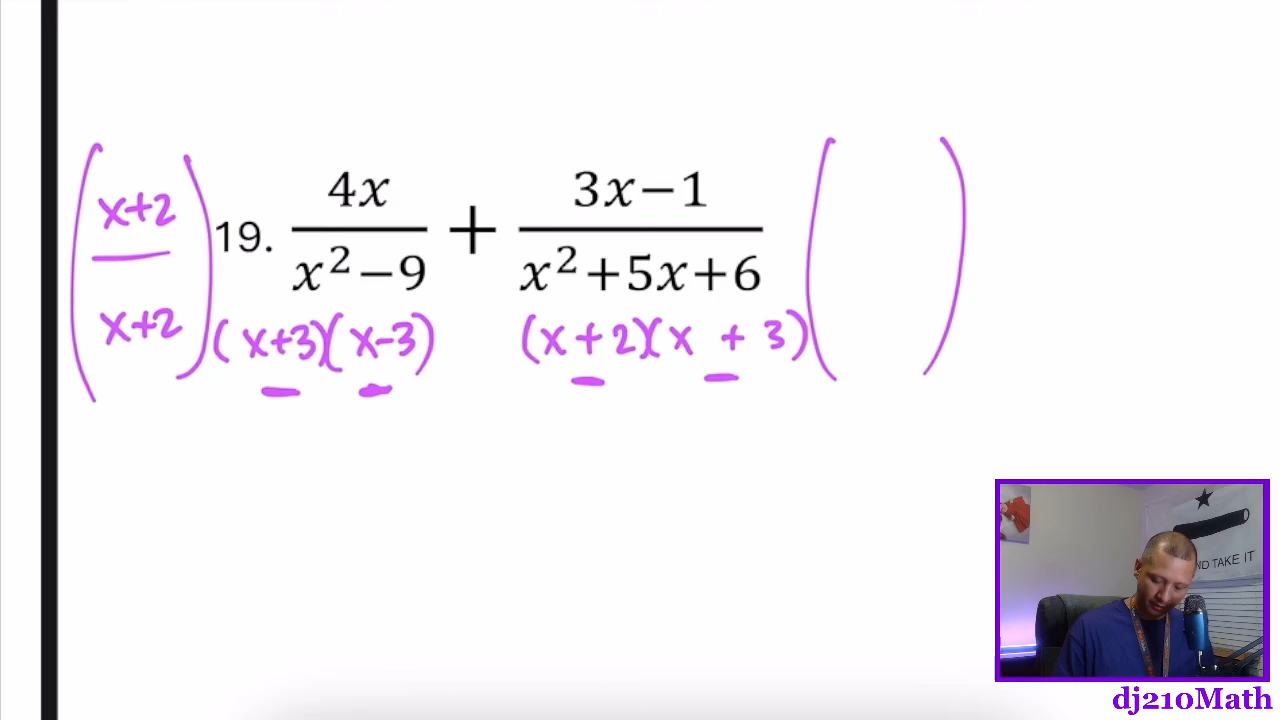 x+2
x+2
19. 4x + 3x−1
x²−9 x²+5x+6
(x+3)(x-3) (x+2)(x + 3)
ND TAKE IT
dj210Math